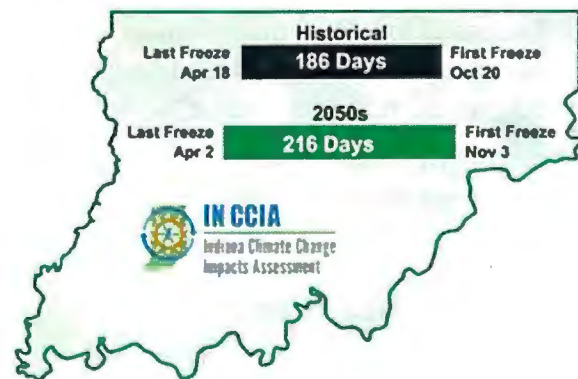 Historical
Last Freeze 186 Days First Freeze
Apr 18 Oct 20
2050s
Last Freeze 216 Days First Freeze
Apr 2 Nov 3
IN CCIA
Indiana Climate Change
Impacts Assessment